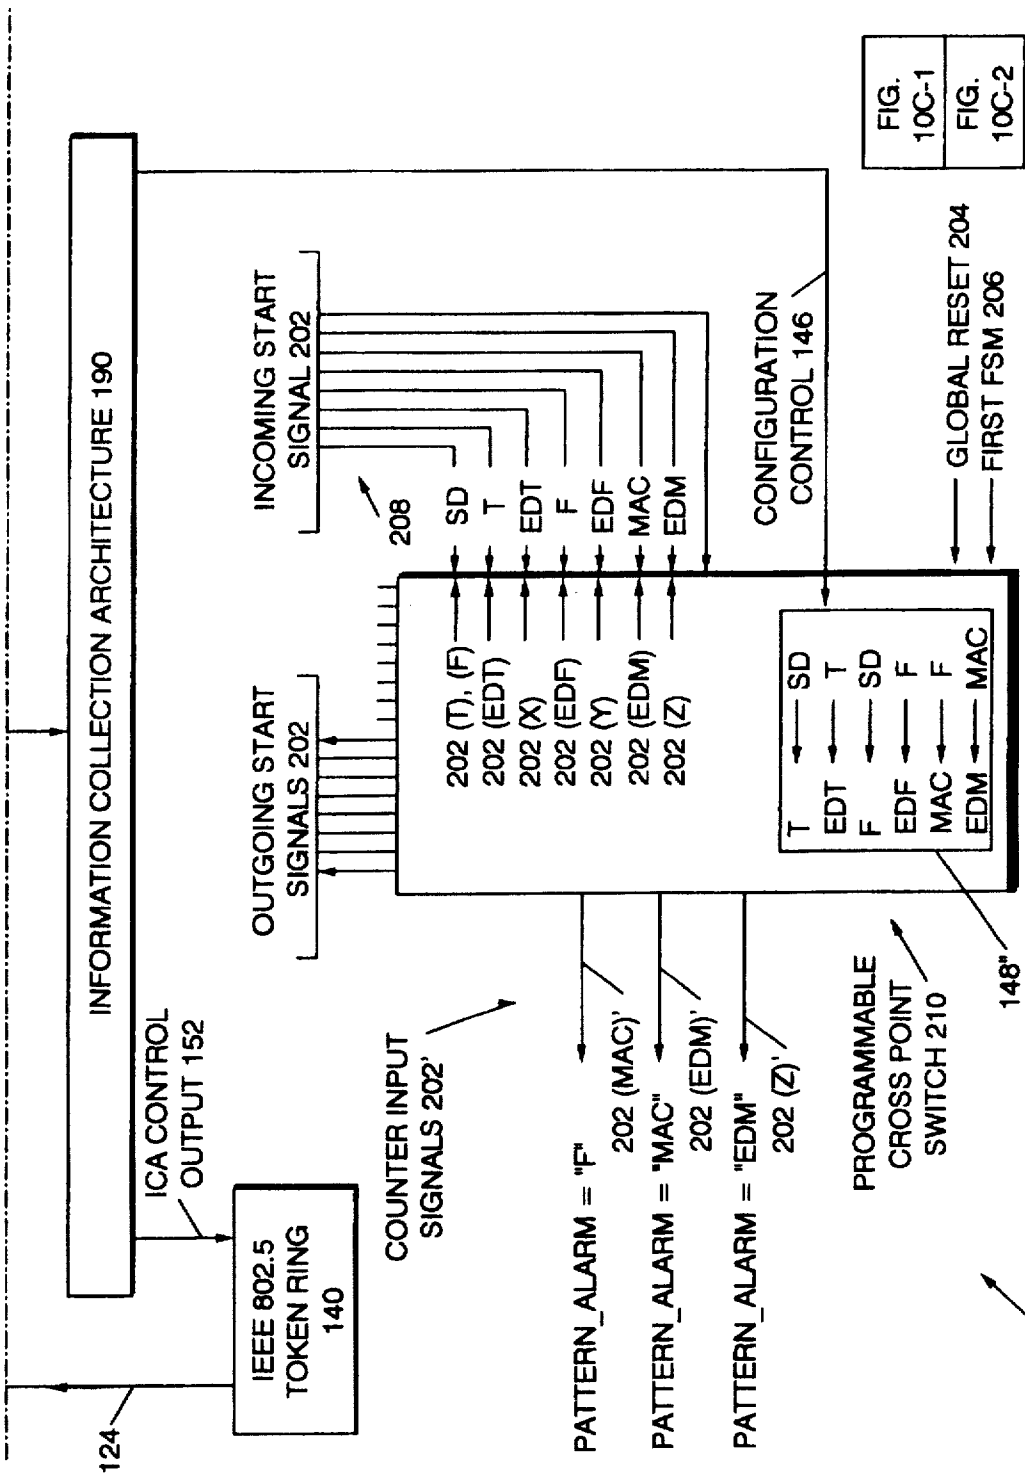 124
ICA CONTROL
OUTPUT 152
IEEE 802.5
TOKEN RING
140
INFORMATION COLLECTION ARCHITECTURE 190
COUNTER INPUT
SIGNALS 202'
OUTGOING START
SIGNALS 202
INCOMING START
SIGNAL 202
208
PATTERN_ALARM = "F"
202 (MAC)'
PATTERN_ALARM = "MAC"
202 (EDM)'
PATTERN_ALARM = "EDM"
202 (Z)'
202 (T), (F)
SD
202 (EDT)
T
202 (X)
EDT
202 (EDF)
F
202 (Y)
EDF
202 (EDM)
MAC
202 (Z)
EDM
CONFIGURATION
CONTROL 146
T SD
EDT T
F SD
EDF F
MAC F
EDM MAC
PROGRAMMABLE
CROSS POINT
SWITCH 210
148"
GLOBAL RESET 204
FIRST FSM 206
FIG.
10C-1
FIG.
10C-2